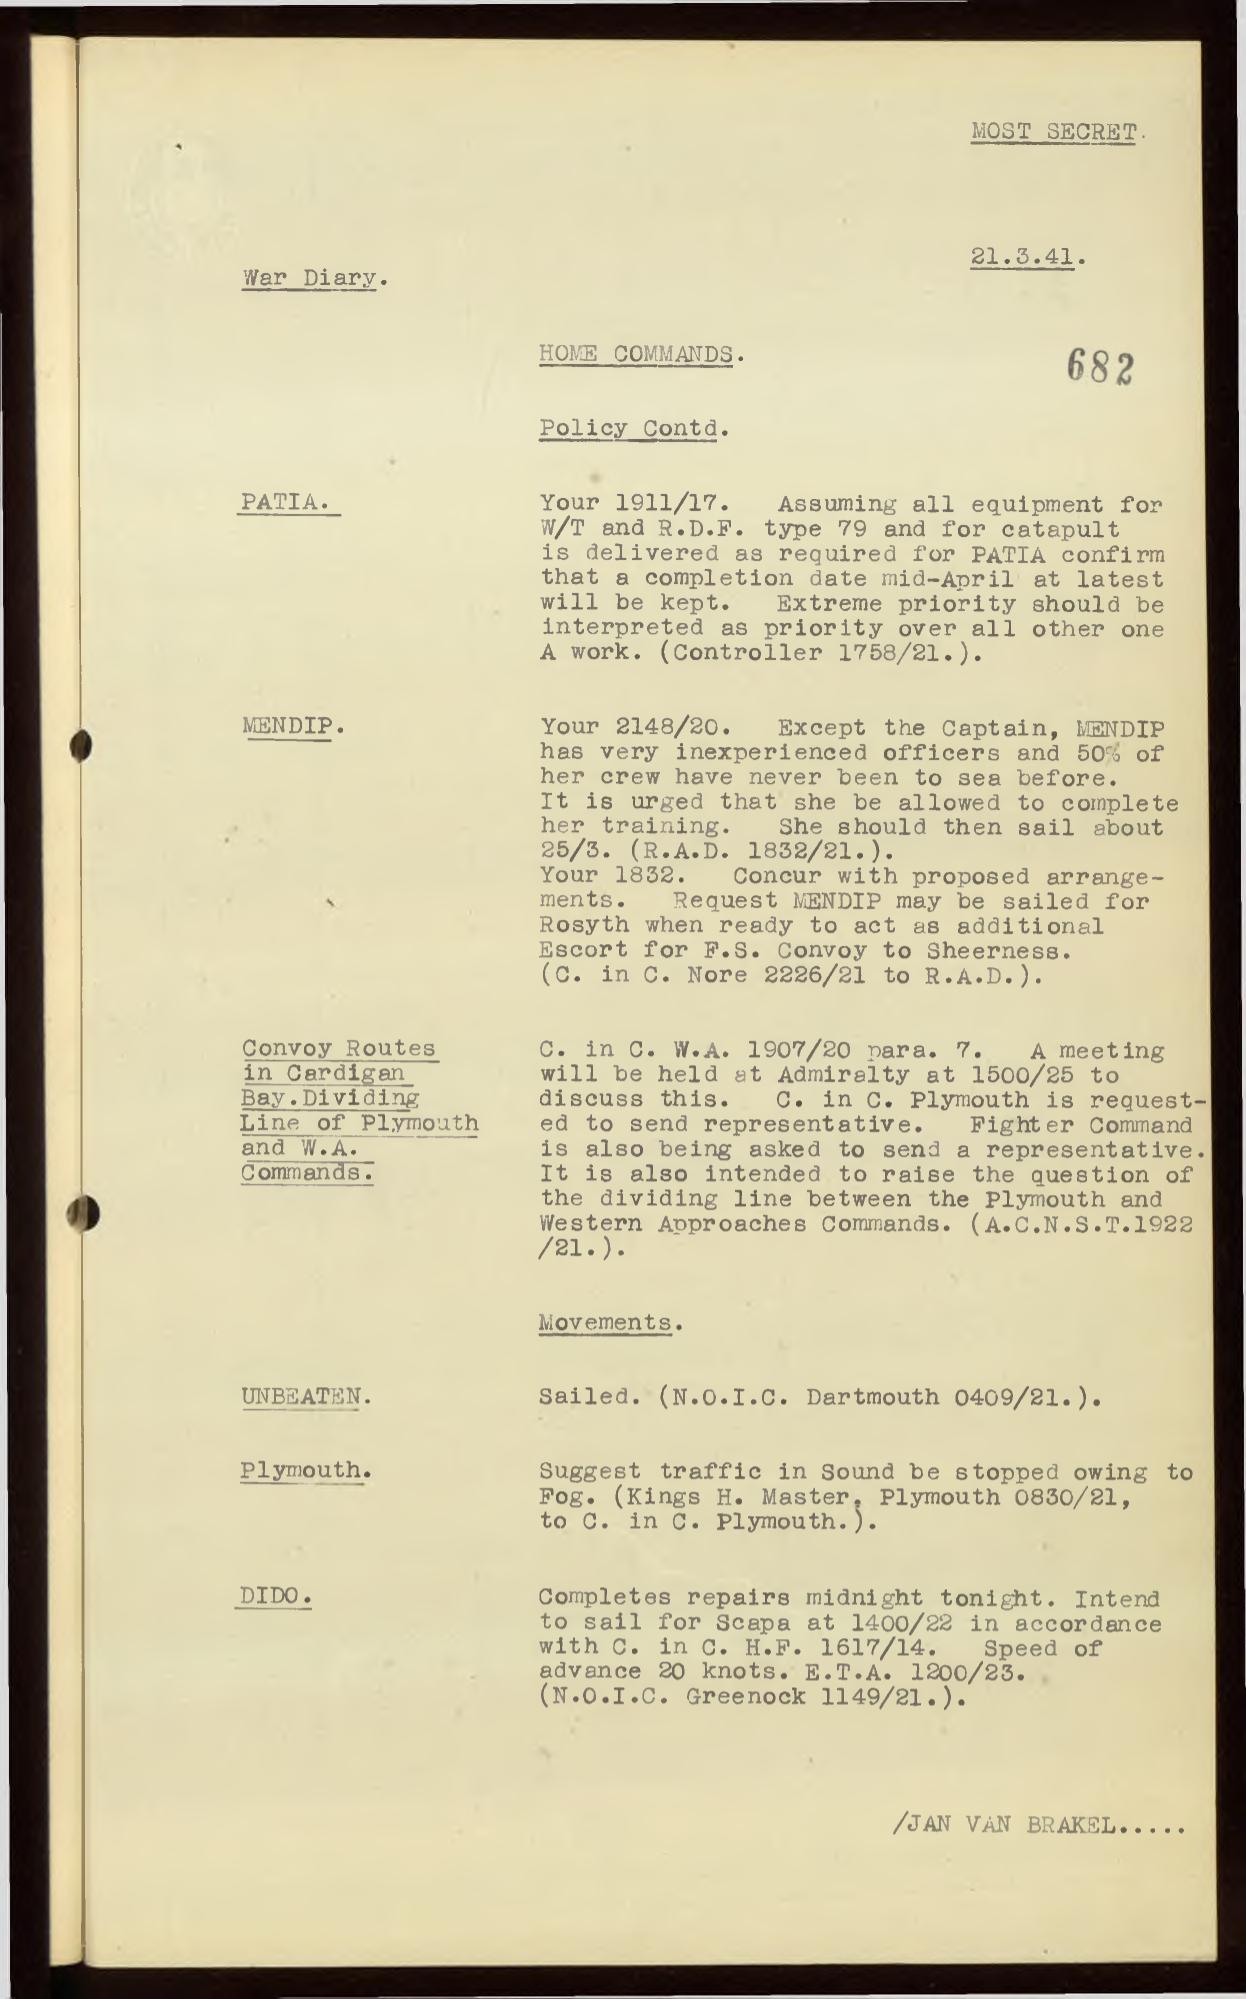 MOST SECRET.
21.3.41.
War Diary.
HOME COMMANDS.
682
Policy Contd.
PATIA.
Your 1911/17. Assuming all equipment for
W/T and R.D.F. type 79 and for catapult
is delivered as required for PATIA confirm
that a completion date mid-April at latest
will be kept. Extreme priority should be
interpreted as priority over all other one
A work. (Controller 1758/21.).
MENDIP.
Your 2148/20. Except the Captain, MENDIP
has very inexperienced officers and 50% of
her crew have never been to sea before.
It is urged that she be allowed to complete
her training. She should then sail about
25/3. (R.A.D. 1832/21.).
Your 1832. Concur with proposed arrange-
ments. Request MENDIP may be sailed for
Rosyth when ready to act as additional
Escort for F.S. Convoy to Sheerness.
(C. in C. Nore 2226/21 to R.A.D.).
Convoy Routes
in Cardigan
Bay.Dividing
Line of Plymouth
and W.A.
Commands.
C. in C. W.A. 1907/20 para. 7. A meeting
will be held at Admiralty at 1500/25 to
discuss this. C. in C. Plymouth is request-
ed to send representative. Fighter Command
is also being asked to send a representative.
It is also intended to raise the question of
the dividing line between the Plymouth and
Western Approaches Commands. (A.C.N.S.T.1922
/21.).
Movements.
UNBEATEN.
Sailed. (N.O.I.C. Dartmouth 0409/21.).
Plymouth.
Suggest traffic in Sound be stopped owing to
Fog. (Kings H. Master, Plymouth 0830/21,
to C. in C. Plymouth.).
DIDO.
Completes repairs midnight tonight. Intend
to sail for Scapa at 1400/22 in accordance
with C. in C. H.F. 1617/14. Speed of
advance 20 knots. E.T.A. 1200/23.
(N.O.I.C. Greenock 1149/21.).
/JAN VAN BRAKEL.....